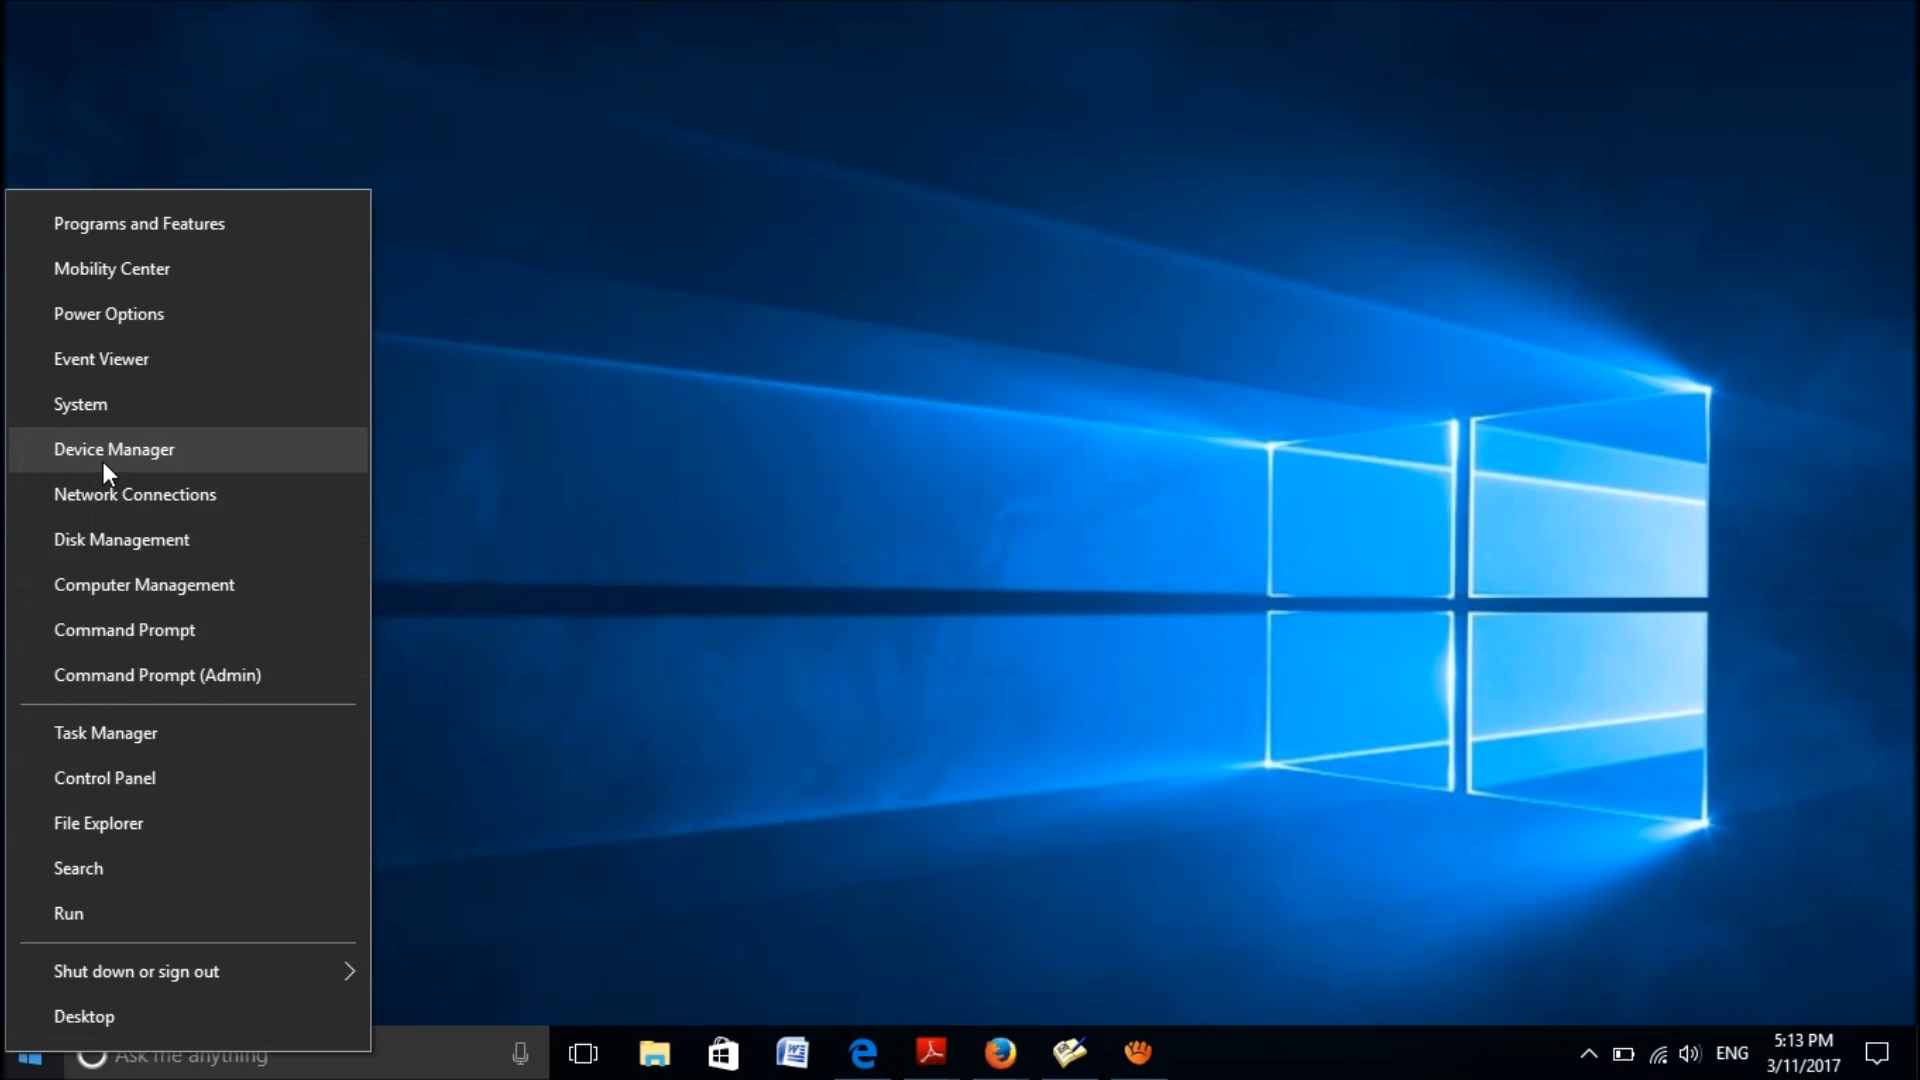 Programs and Features
Mobility Center
Power Options
Event Viewer
System
Device Manager
Network Connections
Disk Management
Computer Management
Command Prompt
Command Prompt (Admin)
Task Manager
Control Panel
File Explorer
Search
Run
Shut down or sign out
Desktop
Ask me anything
ENG
5:13 PM
3/11/2017